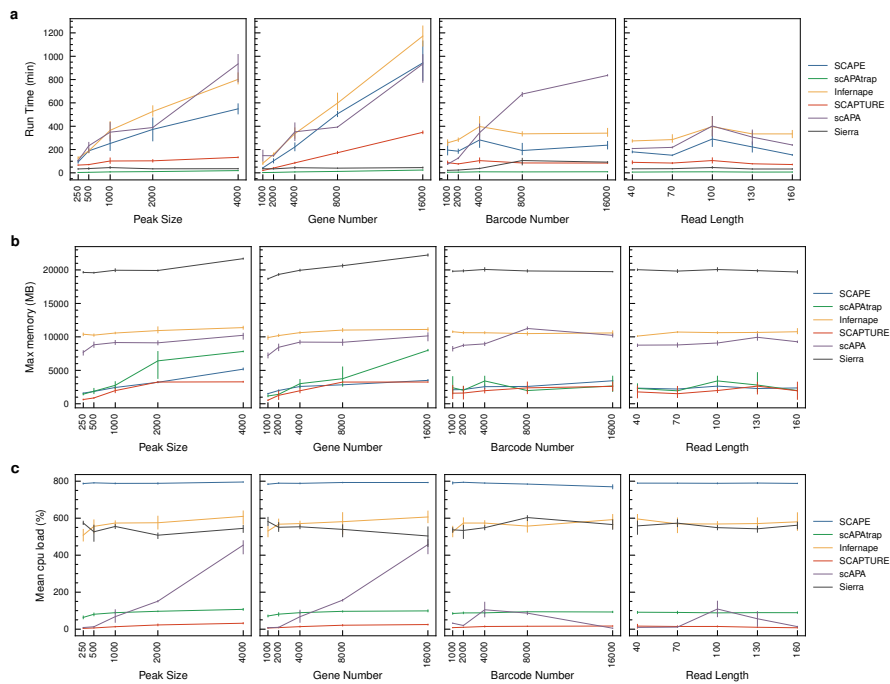 a
Run Time (min)
1200
1000
800
600
400
200
0
250
500
1000
2000
4000
Peak Size
1000
2000
4000
8000
16000
Gene Number
1000
2000
4000
8000
16000
Barcode Number
40
70
100
130
160
Read Length
SCAPE
scAPAtrap
Infernape
SCAPTURE
scAPA
Sierra
b
Max memory (MB)
20000
15000
10000
5000
0
250
500
1000
2000
4000
Peak Size
1000
2000
4000
8000
16000
Gene Number
1000
2000
4000
8000
16000
Barcode Number
40
70
100
130
160
Read Length
SCAPE
scAPAtrap
Infernape
SCAPTURE
scAPA
Sierra
c
Mean cpu load (%)
800
600
400
200
0
250
500
1000
2000
4000
Peak Size
1000
2000
4000
8000
16000
Gene Number
1000
2000
4000
8000
16000
Barcode Number
40
70
100
130
160
Read Length
SCAPE
scAPAtrap
Infernape
SCAPTURE
scAPA
Sierra